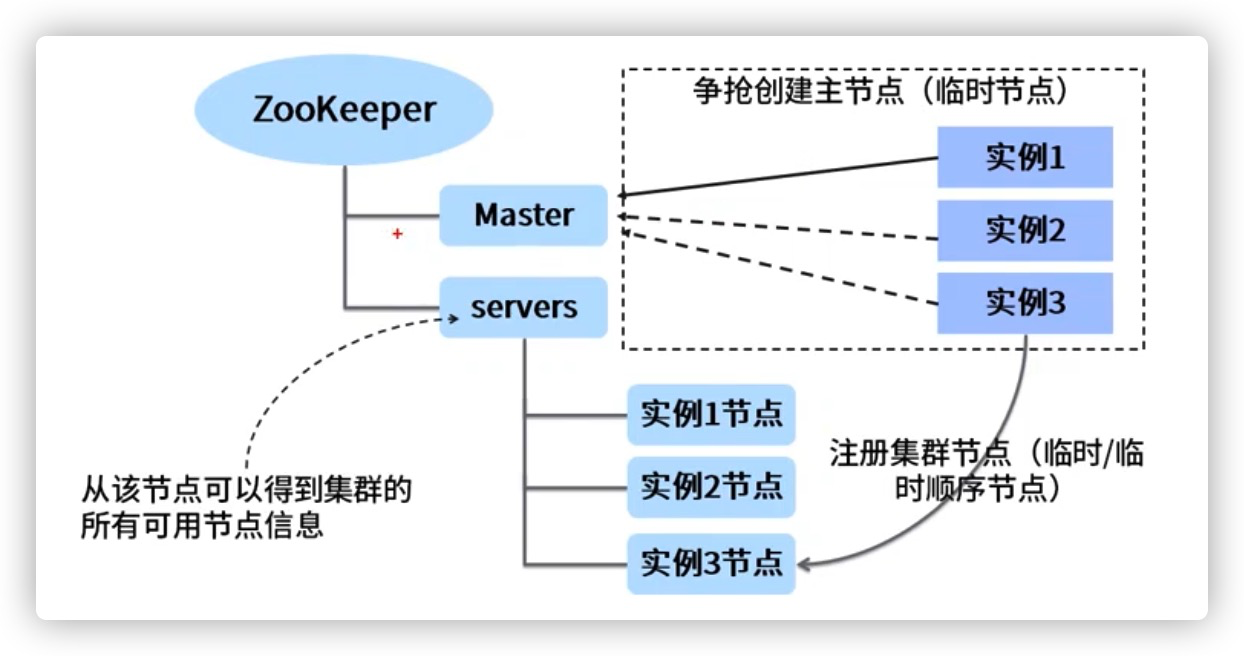 ZooKeeper
争抢创建主节点（临时节点）
实例1
Master
实例2
实例3
servers
实例1节点
注册集群节点（临时/临
时顺序节点）
从该节点可以得到集群的
所有可用节点信息
实例2节点
实例3节点